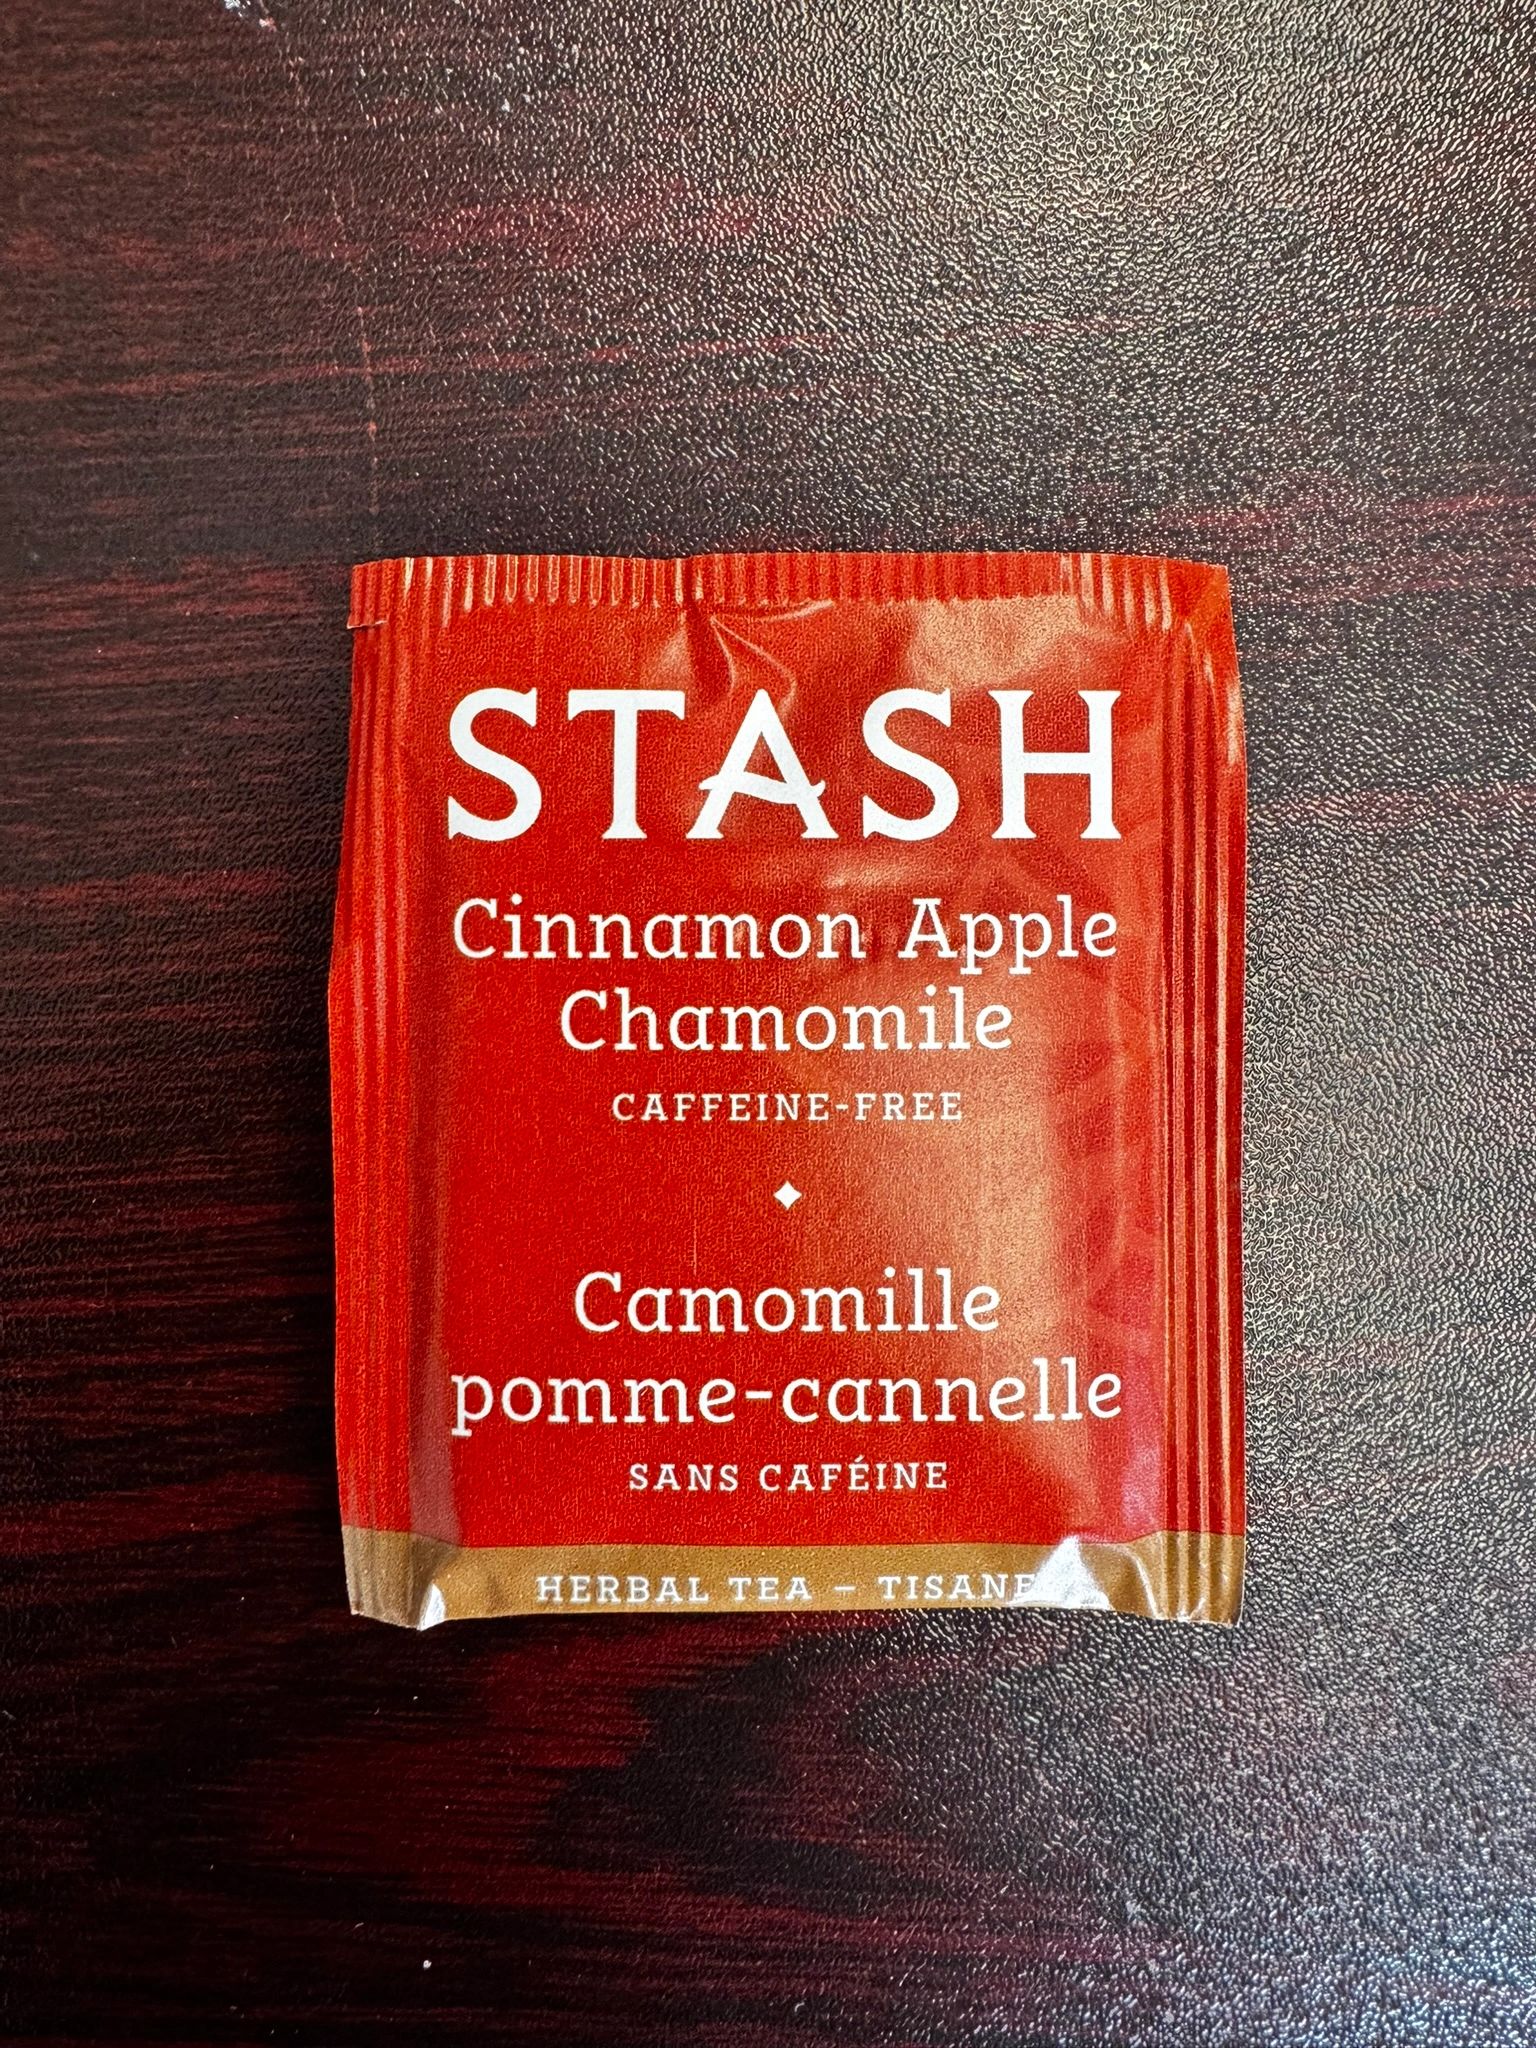 STASH
Cinnamon Apple
Chamomile
CAFFEINE-FREE
Camomille
pomme-cannelle
SANS CAFÉINE
HERBAL TEA – TISANE